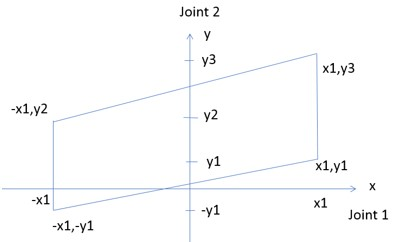 Joint 2
y
y3
x1,y3
-x1,y2
y2
y1
x1,y1
x
-x1
-y1
x1
-x1,-y1
Joint 1